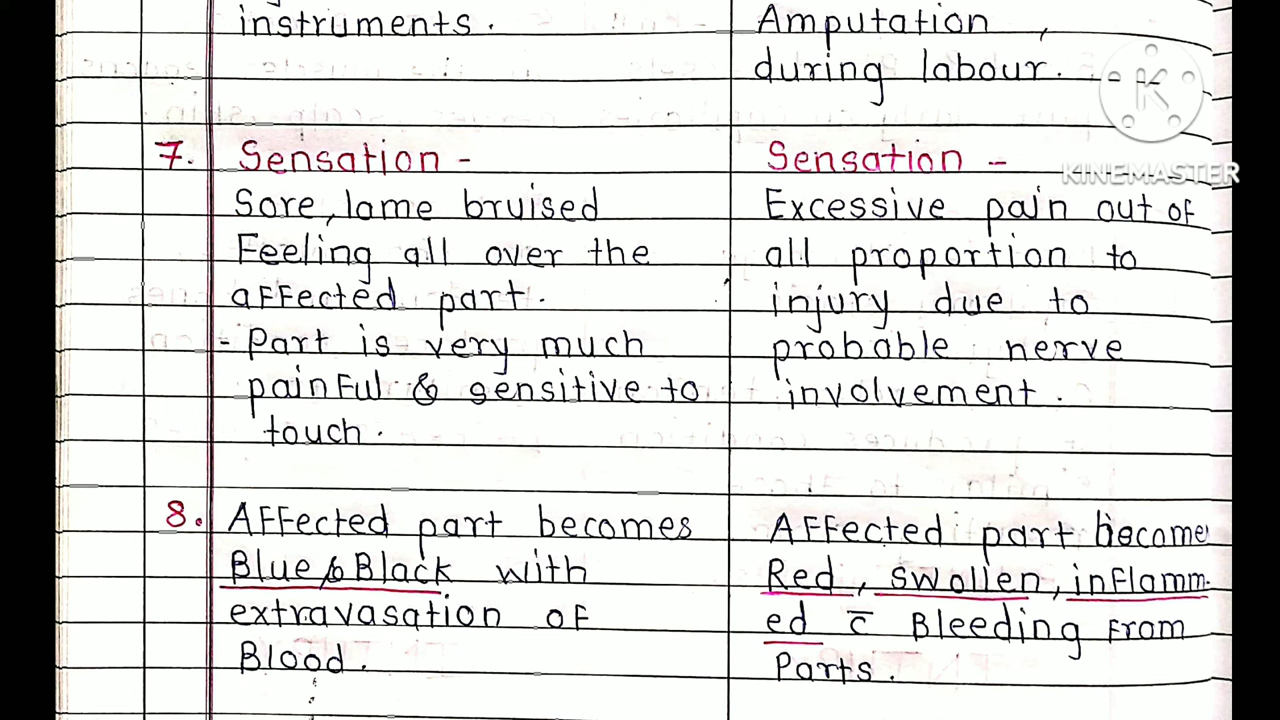 instruments.
Amputation,
during labour.
K
KINEMASTER
7. Sensation -
Sore, lame bruised
Feeling all over the
affected part.
- Part is very much
painful & sensitive to
touch.
Sensation -
Excessive pain out of
all proportion to
injury due to
probable nerve
involvement.
8. Affected part becomes
Blue & Black with
extravasation of
Blood.
Affected part become
Red, swollen, inflamm-
ed c̅ Bleeding from
Parts.